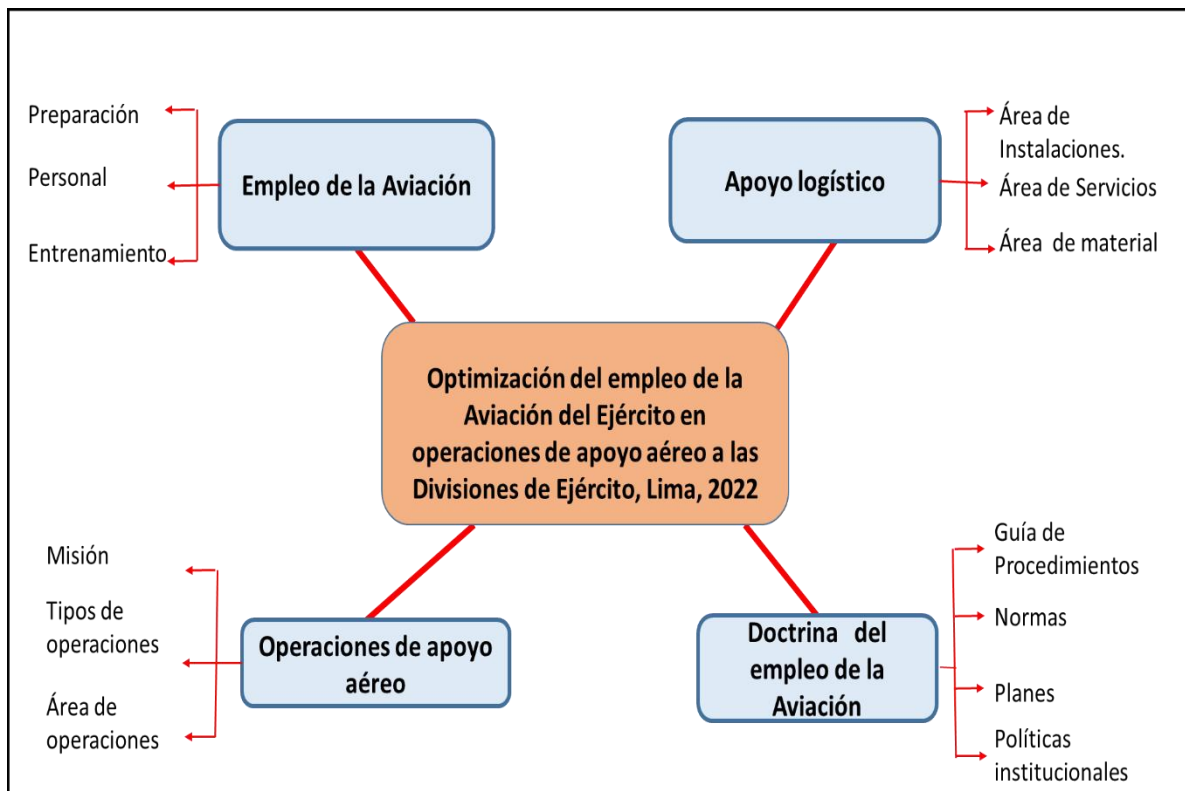 Preparación
Personal
Entrenamiento
Empleo de la Aviación
Apoyo logístico
Área de
Instalaciones.
Área de Servicios
Área de material
Optimización del empleo de la
Aviación del Ejército en
operaciones de apoyo aéreo a las
Divisiones de Ejército, Lima, 2022
Misión
Tipos de
operaciones
Área de
operaciones
Operaciones de apoyo
aéreo
Doctrina del
empleo de la
Aviación
Guía de
Procedimientos
Normas
Planes
Políticas
institucionales